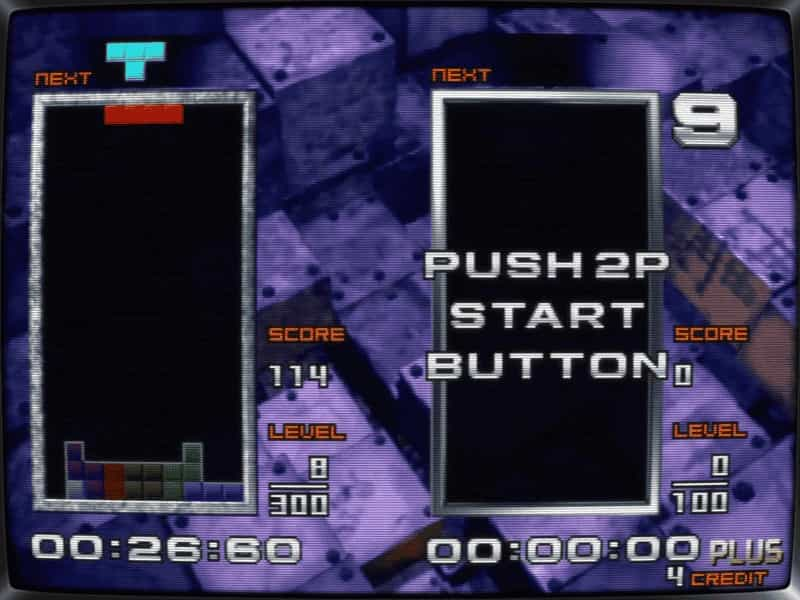 NEXT
NEXT
9
PUSH 2P
START
BUTTON
SCORE
114
SCORE
0
LEVEL
8
300
LEVEL
0
100
00:26:60
00:00:00 PLUS
4 CREDIT